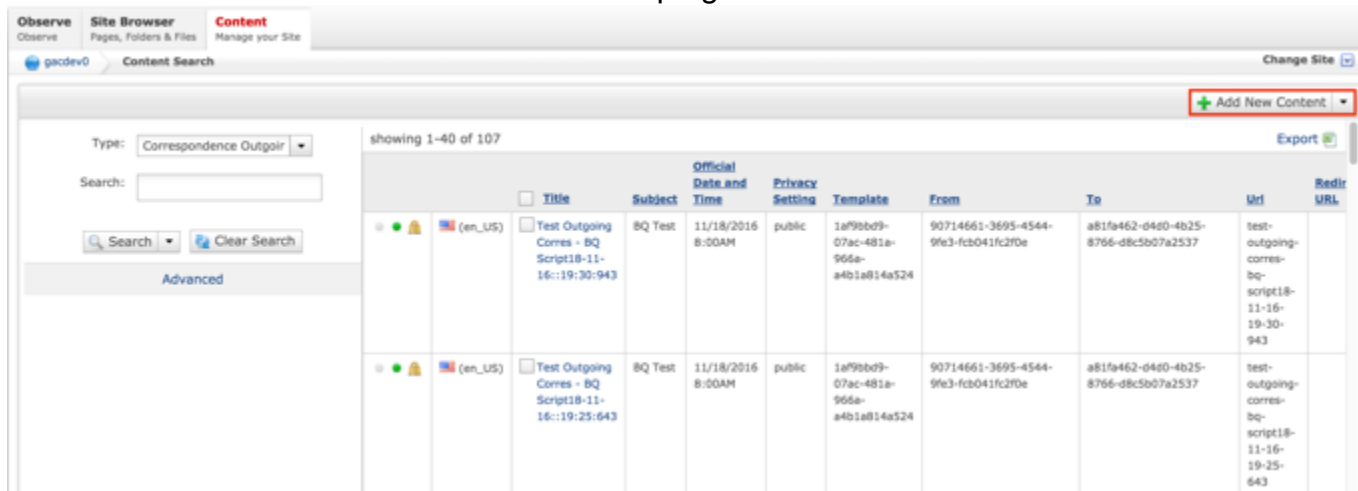 Observe Site Browser Content
Observe Pages, Folders & Files Manage your Site
gacdev0 Content Search Change Site
Add New Content
Type: Correspondence Outgoir showing 1-40 of 107 Export
Search:
Search Clear Search
Advanced
Title Subject Official Date and Time Privacy Setting Template From To Url Redir URL
(en_US) Test Outgoing BQ Test 11/18/2016 public 1af9bbd9- 90714661-3695-4544- a81fa462-d4d0-4b25- test-
Corres - BQ 8:00AM 07ac-481a- 9fe3-fcb041fc2f0e 8766-d8c5b07a2537 outgoing-
Script18-11- 966a- corres-
16::19:30:943 a4b1a814a524 bq-
script18-
11-16-
19-30-
943
(en_US) Test Outgoing BQ Test 11/18/2016 public 1af9bbd9- 90714661-3695-4544- a81fa462-d4d0-4b25- test-
Corres - BQ 8:00AM 07ac-481a- 9fe3-fcb041fc2f0e 8766-d8c5b07a2537 outgoing-
Script18-11- 966a- corres-
16::19:25:643 a4b1a814a524 bq-
script18-
11-16-
19-25-
643